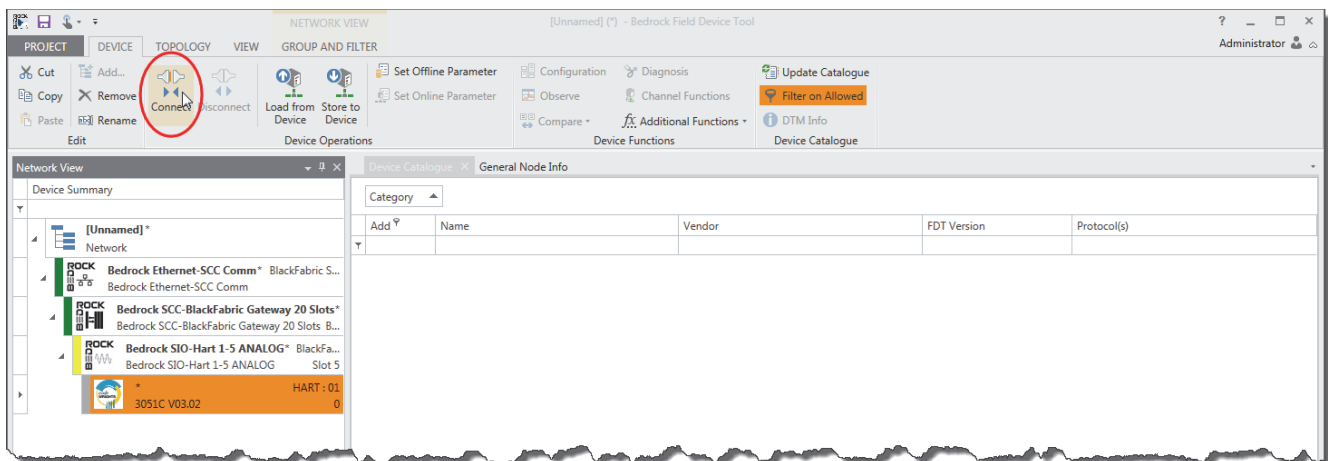 NETWORK VIEW [Unnamed] (*) - Bedrock Field Device Tool ?
PROJECT DEVICE TOPOLOGY VIEW GROUP AND FILTER Administrator
Cut Add...
Copy Remove
Paste Rename
Edit
Connect Disconnect
Load from Device
Store to Device
Set Offline Parameter
Set Online Parameter
Device Operations
Configuration Diagnosis
Observe Channel Functions
Compare fx Additional Functions
Device Functions
Update Catalogue
Filter on Allowed
DTM Info
Device Catalogue
Network View
Device Summary
[Unnamed] *
Network
Bedrock Ethernet-SCC Comm* BlackFabric S...
Bedrock Ethernet-SCC Comm
Bedrock SCC-BlackFabric Gateway 20 Slots*
Bedrock SCC-BlackFabric Gateway 20 Slots B...
Bedrock SIO-Hart 1-5 ANALOG* BlackFa...
Bedrock SIO-Hart 1-5 ANALOG Slot 5
* HART : 01
3051C V03.02 0
Device Catalogue General Node Info
Category
Add Name Vendor FDT Version Protocol(s)